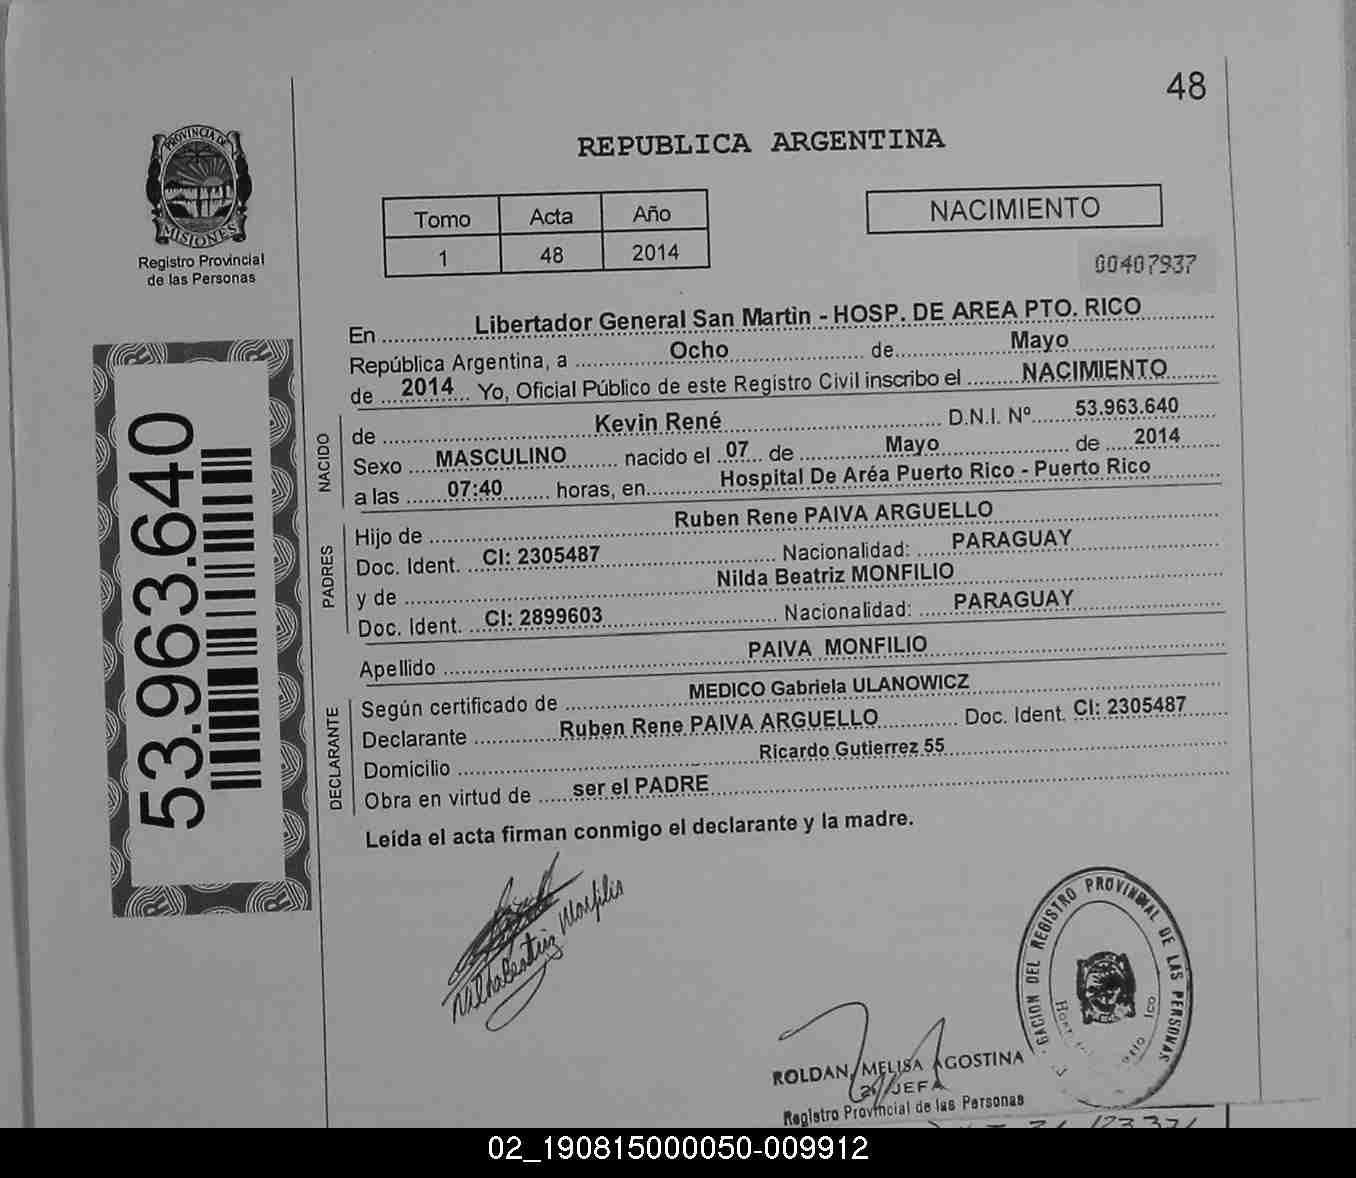 48
PROVINCIA DE
MISIONES
Registro Provincial
de las Personas
REPUBLICA ARGENTINA
Tomo Acta Año
1 48 2014
NACIMIENTO
00407937
53.963.640
En Libertador General San Martin - HOSP. DE AREA PTO. RICO
República Argentina, a Ocho de Mayo
de 2014 Yo, Oficial Público de este Registro Civil inscribo el NACIMIENTO
NACIDO
de Kevin René D.N.I. Nº 53.963.640
Sexo MASCULINO nacido el 07 de Mayo de 2014
a las 07:40 horas, en Hospital De Aréa Puerto Rico - Puerto Rico
PADRES
Hijo de Ruben Rene PAIVA ARGUELLO
Doc. Ident. CI: 2305487 Nacionalidad: PARAGUAY
y de Nilda Beatriz MONFILIO
Doc. Ident. CI: 2899603 Nacionalidad: PARAGUAY
Apellido PAIVA MONFILIO
DECLARANTE
Según certificado de MEDICO Gabriela ULANOWICZ
Declarante Ruben Rene PAIVA ARGUELLO Doc. Ident. CI: 2305487
Domicilio Ricardo Gutierrez 55
Obra en virtud de ser el PADRE
Leída el acta firman conmigo el declarante y la madre.
Nilda Beatriz Monfilio
GACION DEL REGISTRO PROVINCIAL DE LAS PERSONAS
ROLDAN, MELISA AGOSTINA
JEFA
Registro Provincial de las Personas
02_190815000050-009912